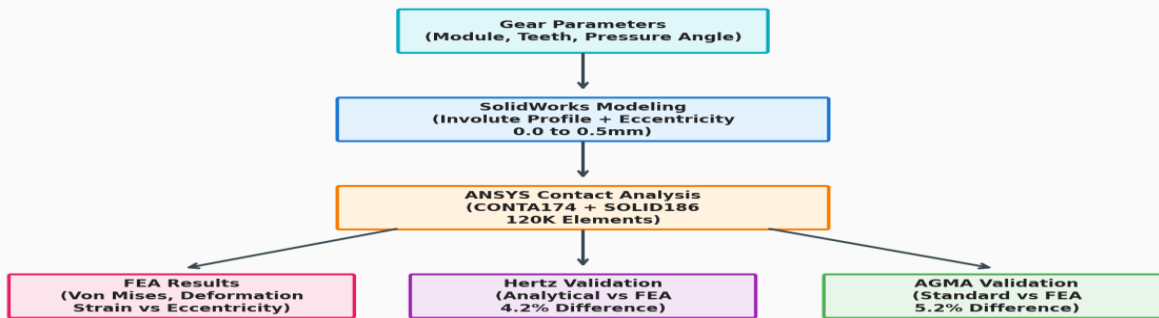 Gear Parameters
(Module, Teeth, Pressure Angle)
SolidWorks Modeling
(Involute Profile + Eccentricity
0.0 to 0.5mm)
ANSYS Contact Analysis
(CONTA174 + SOLID186
120K Elements)
FEA Results
(Von Mises, Deformation
Strain vs Eccentricity)
Hertz Validation
(Analytical vs FEA
4.2% Difference)
AGMA Validation
(Standard vs FEA
5.2% Difference)